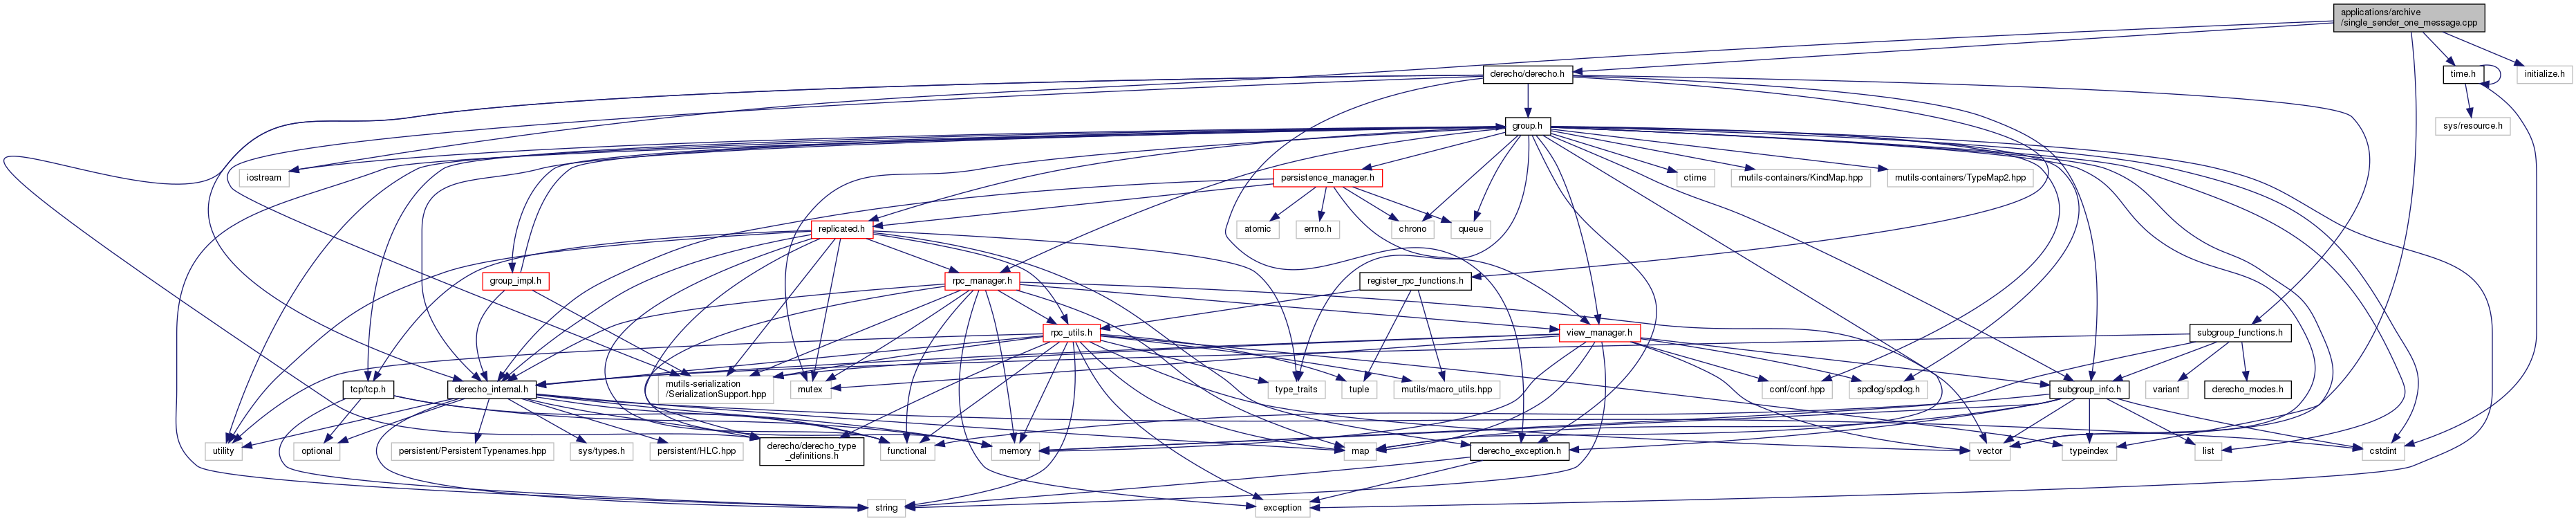 applications/archive
/single_sender_one_message.cpp
derecho/derecho.h
time.h
initialize.h
group.h
sys/resource.h
iostream
persistence_manager.h
ctime
mutils-containers/KindMap.hpp
mutils-containers/TypeMap2.hpp
replicated.h
atomic
errno.h
chrono
queue
group_impl.h
rpc_manager.h
register_rpc_functions.h
rpc_utils.h
view_manager.h
subgroup_functions.h
tcp/tcp.h
derecho_internal.h
mutils-serialization
/SerializationSupport.hpp
mutex
type_traits
tuple
mutils/macro_utils.hpp
conf/conf.hpp
spdlog/spdlog.h
subgroup_info.h
variant
derecho_modes.h
utility
optional
persistent/PersistentTypenames.hpp
sys/types.h
persistent/HLC.hpp
derecho/derecho_type
_definitions.h
functional
memory
map
derecho_exception.h
vector
typeindex
list
cstdint
string
exception